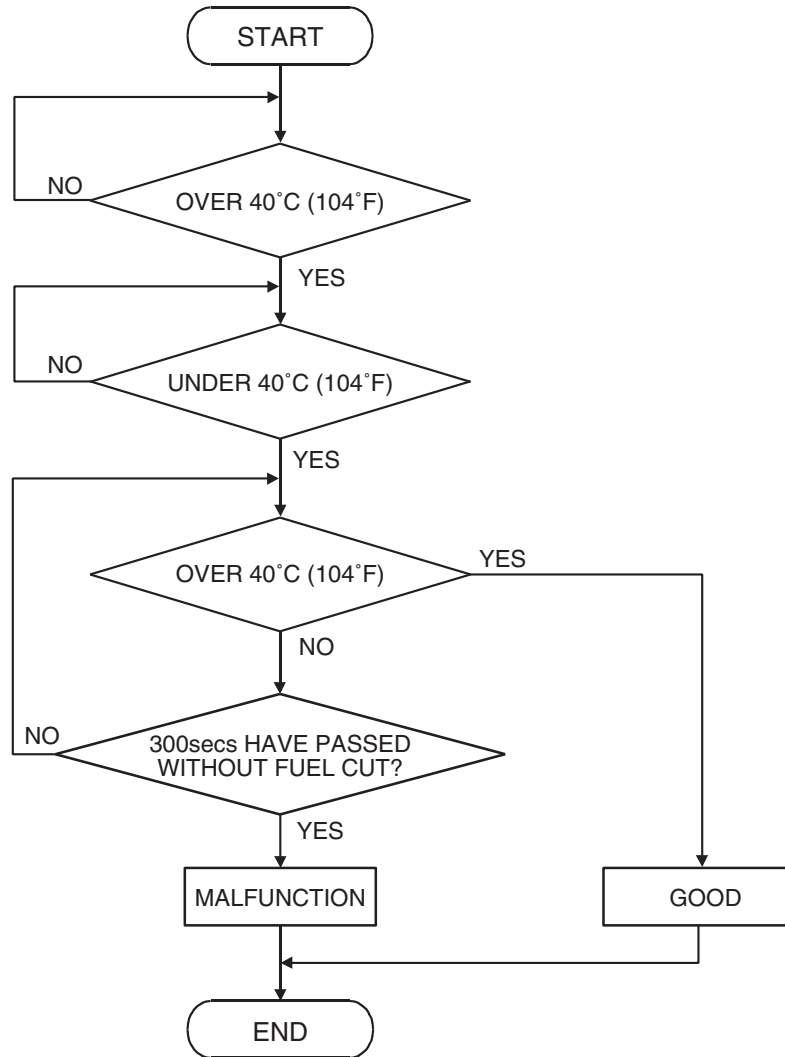 START
NO
OVER 40˚C (104˚F)
YES
NO
UNDER 40˚C (104˚F)
YES
OVER 40˚C (104˚F)
YES
NO
NO
300secs HAVE PASSED
WITHOUT FUEL CUT?
YES
MALFUNCTION
GOOD
END